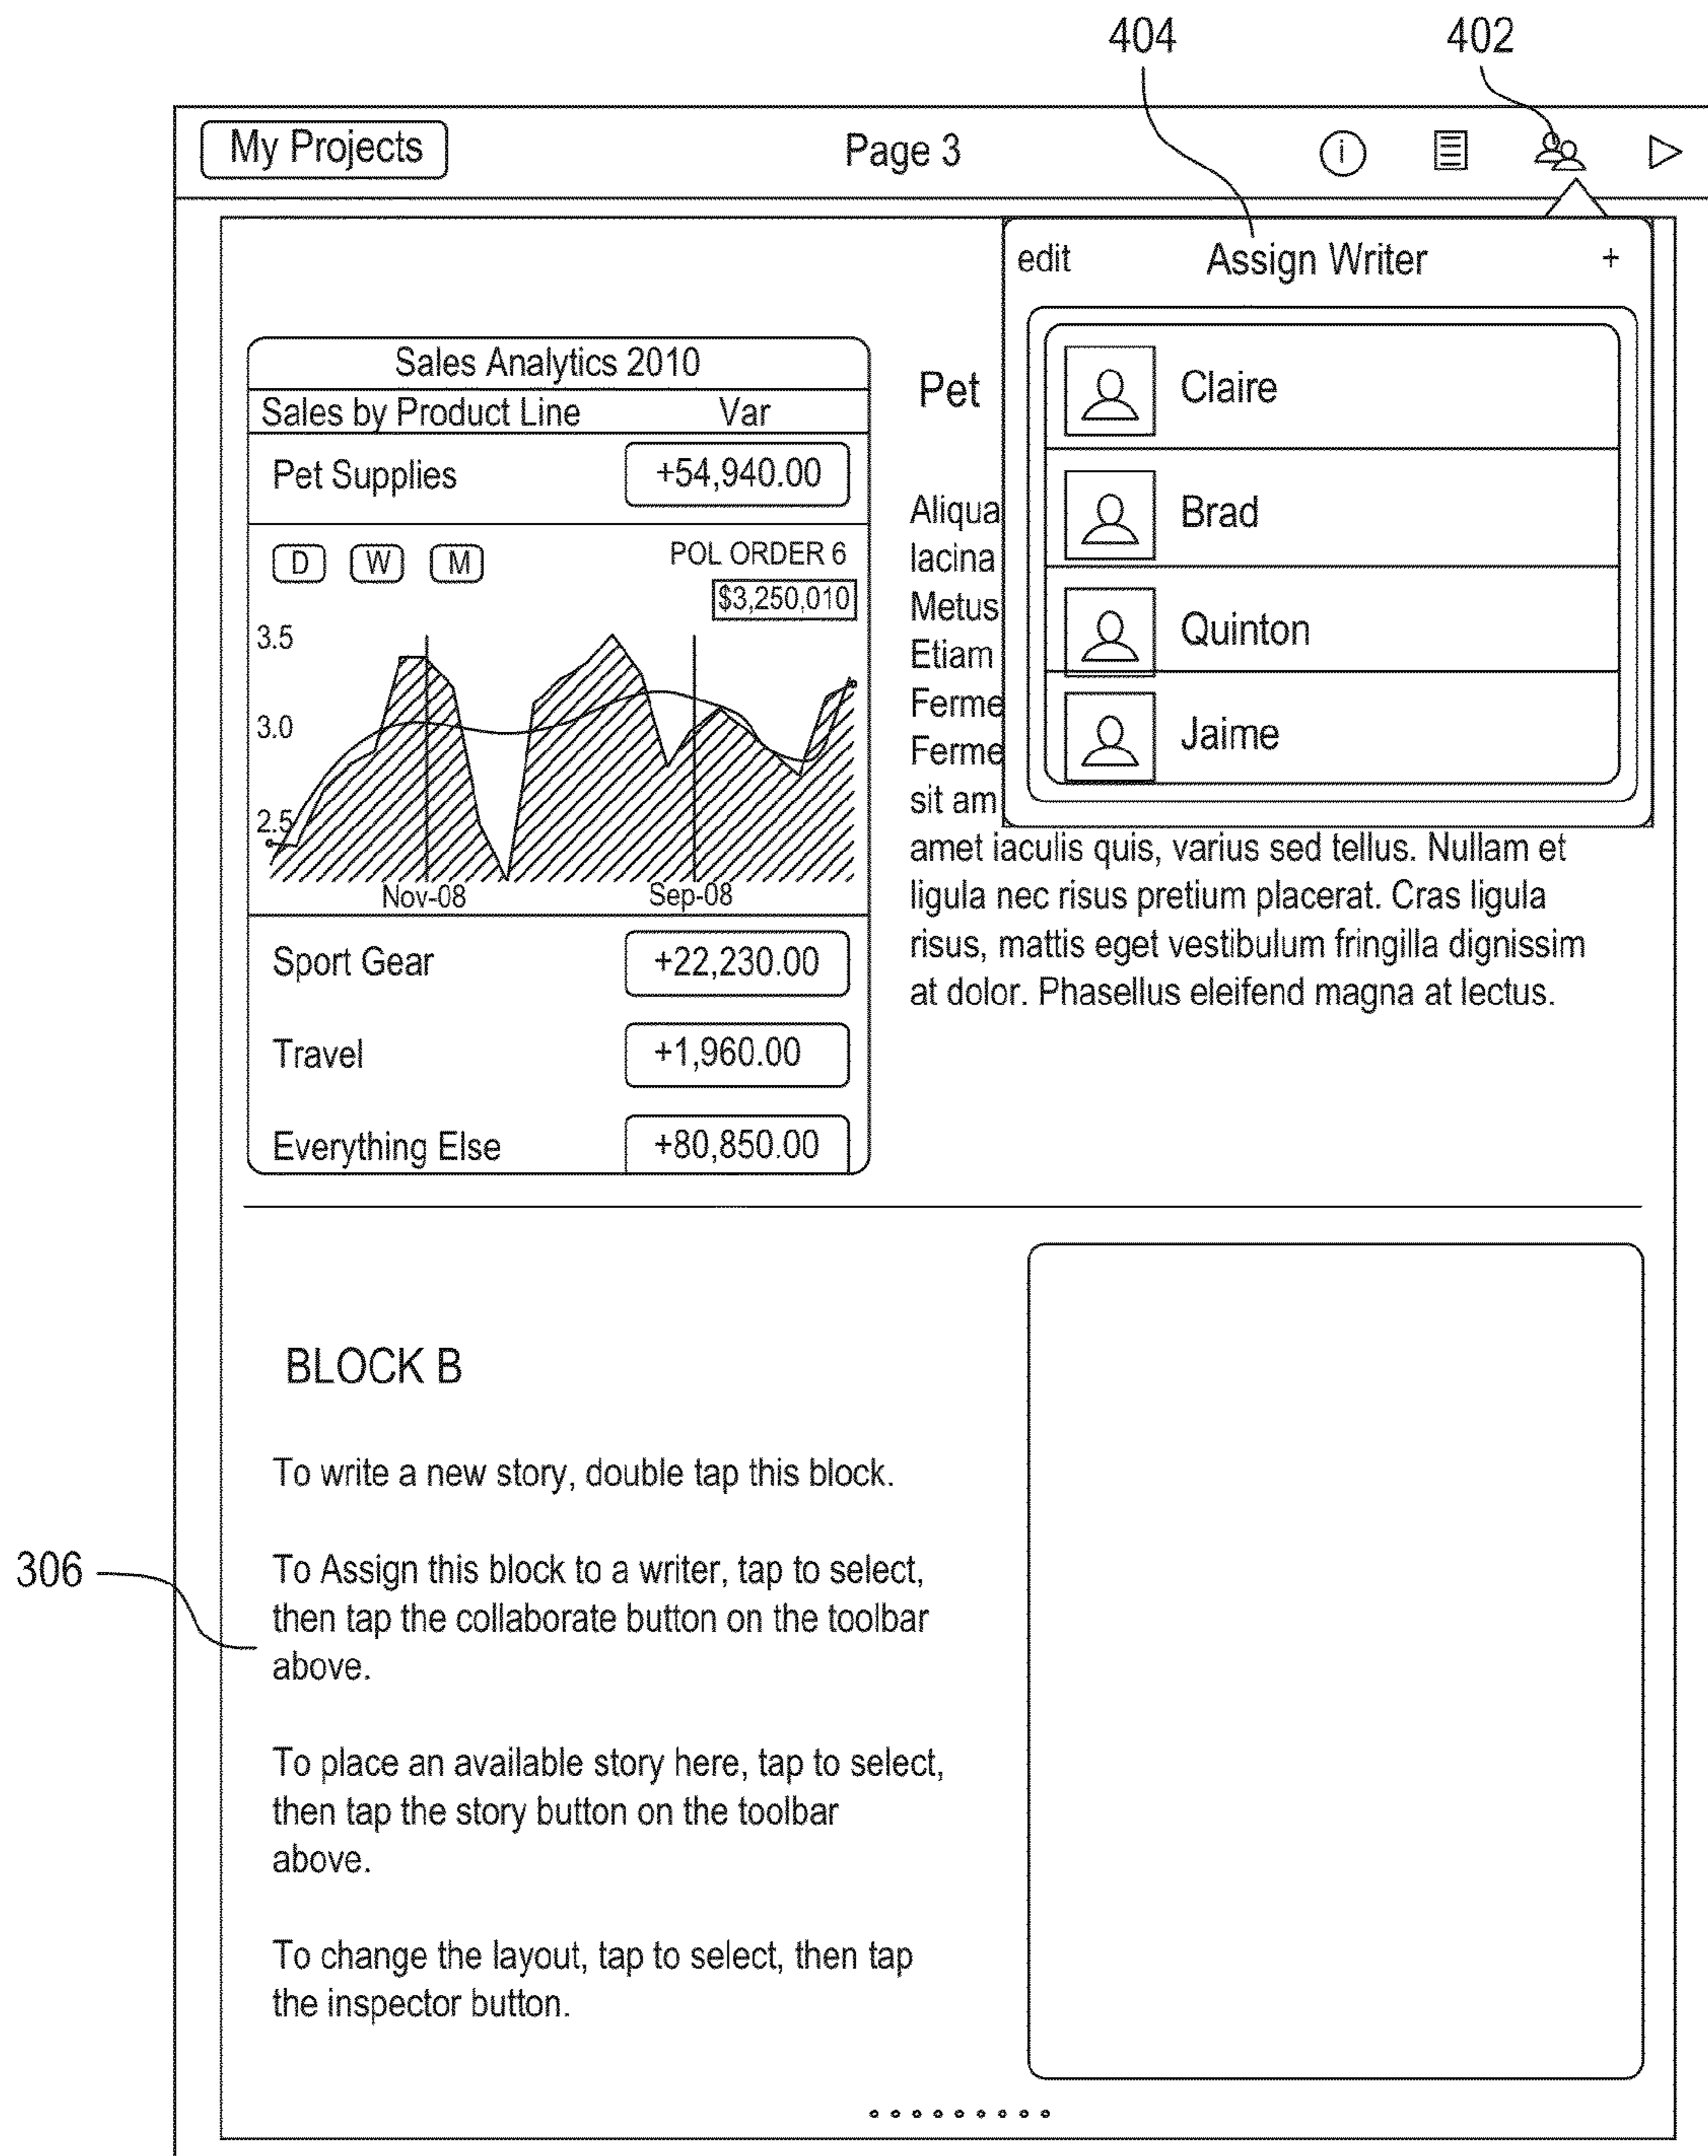 404
402
My Projects
Page 3
i
edit
Assign Writer
+
Claire
Brad
Quinton
Jaime
Sales Analytics 2010
Sales by Product Line Var
Pet Supplies +54,940.00
D W M
POL ORDER 6
$3,250,010
3.5
3.0
2.5
Nov-08 Sep-08
Sport Gear +22,230.00
Travel +1,960.00
Everything Else +80,850.00
Pet
Aliqua
lacina
Metus
Etiam
Ferme
Ferme
sit am
amet iaculis quis, varius sed tellus. Nullam et
ligula nec risus pretium placerat. Cras ligula
risus, mattis eget vestibulum fringilla dignissim
at dolor. Phasellus eleifend magna at lectus.
BLOCK B
To write a new story, double tap this block.
306
To Assign this block to a writer, tap to select,
then tap the collaborate button on the toolbar
above.
To place an available story here, tap to select,
then tap the story button on the toolbar
above.
To change the layout, tap to select, then tap
the inspector button.